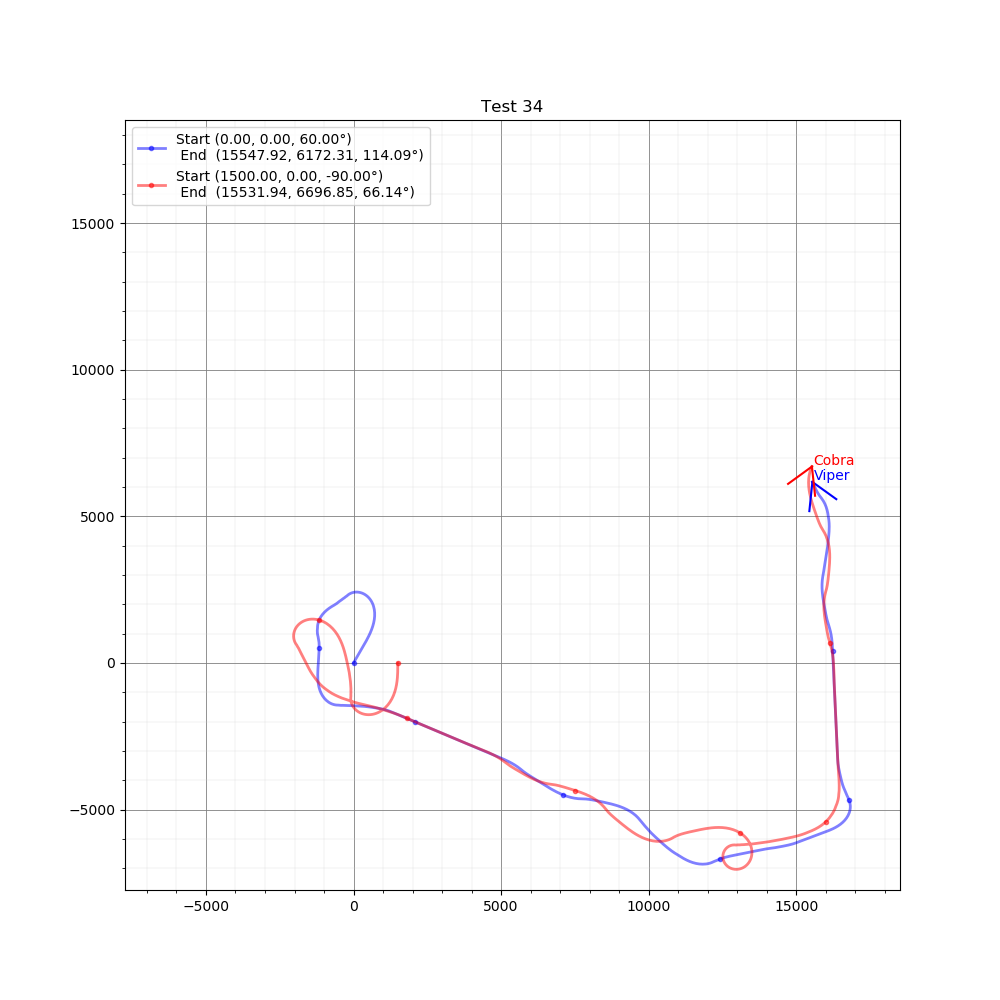 Test 34
Start (0.00, 0.00, 60.00°)
End (15547.92, 6172.31, 114.09°)
Start (1500.00, 0.00, -90.00°)
End (15531.94, 6696.85, 66.14°)
15000
10000
Cobra
Viper
5000
0
−5000
−5000 0 5000 10000 15000